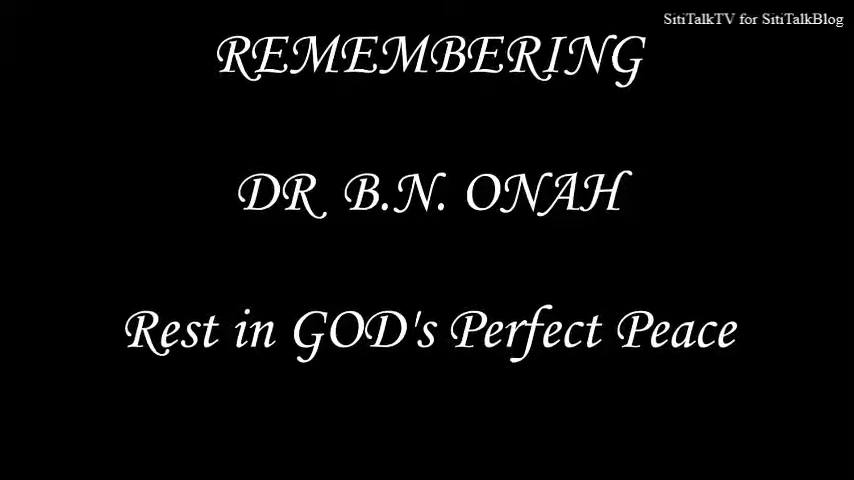 SitiTalkTV for SitiTalkBlog
REMEMBERING
DR B.N. ONAH
Rest in GOD's Perfect Peace